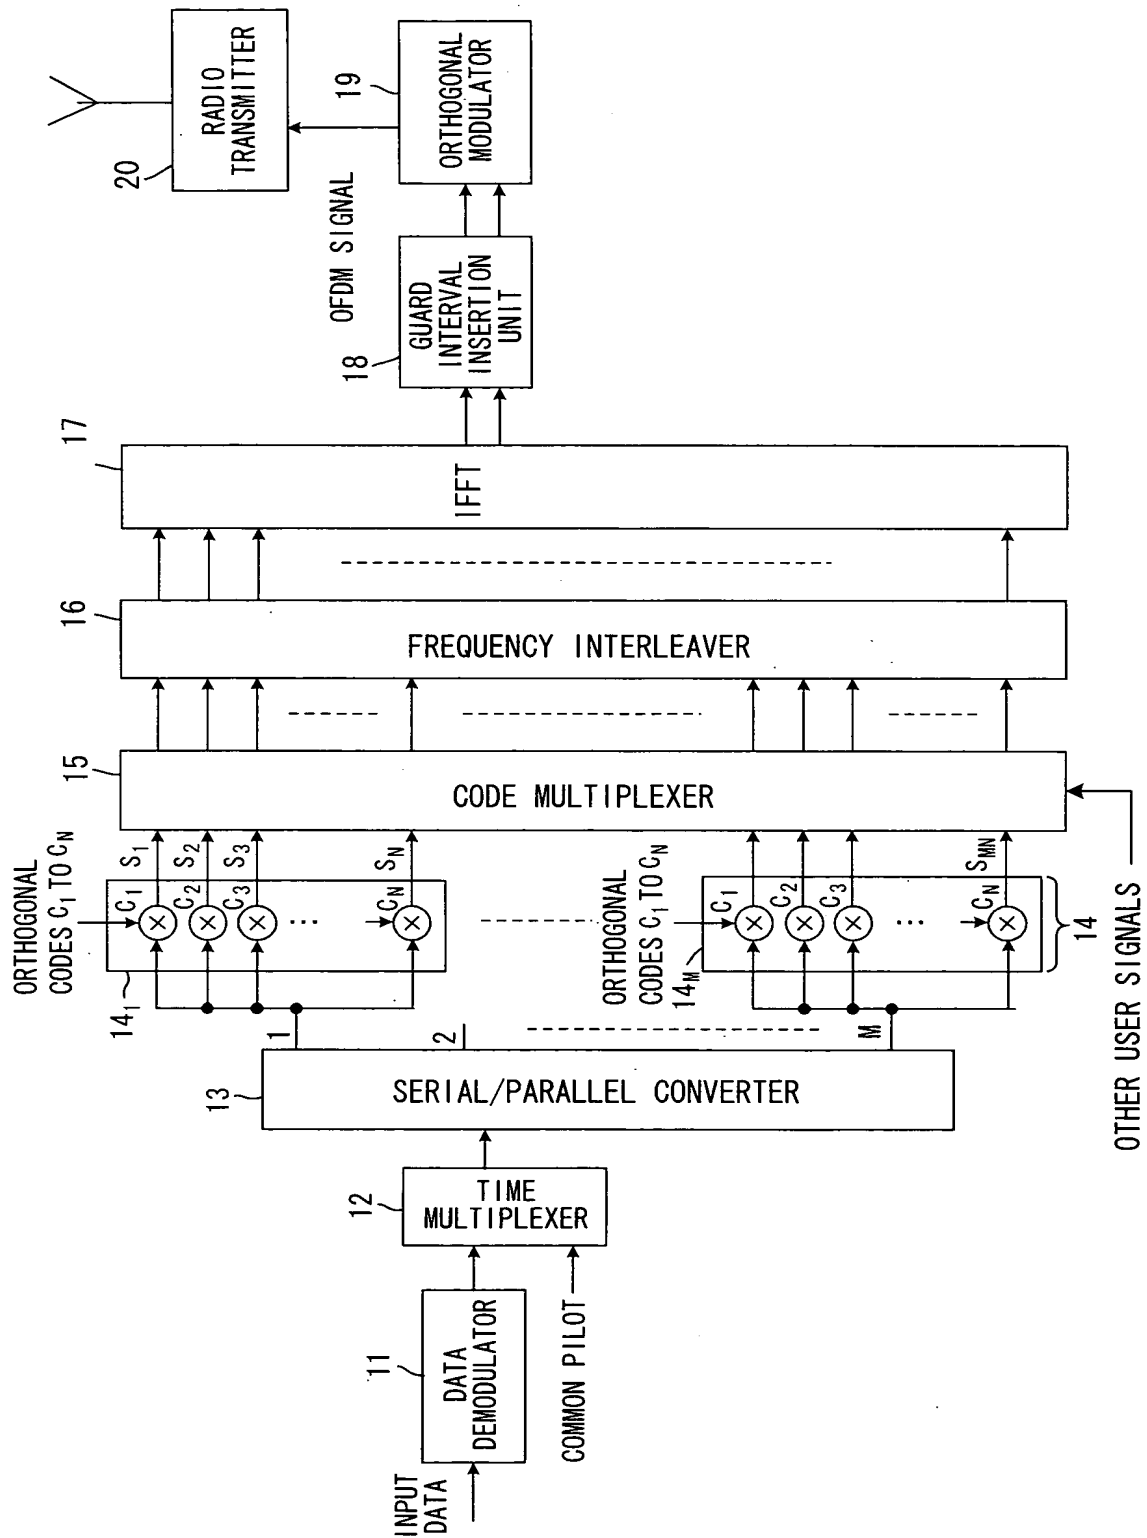 INPUT
DATA
11
DATA
DEMODULATOR
COMMON PILOT
12
TIME
MULTIPLEXER
13
SERIAL/PARALLEL CONVERTER
1
2
M
ORTHOGONAL
CODES C1 TO CN
141
C1
C2
C3
...
CN
S1
S2
S3
SN
ORTHOGONAL
CODES C1 TO CN
14M
C1
C2
C3
...
CN
SMN
14
OTHER USER SIGNALS
15
CODE MULTIPLEXER
16
FREQUENCY INTERLEAVER
17
IFFT
18
GUARD
INTERVAL
INSERTION
UNIT
OFDM SIGNAL
19
ORTHOGONAL
MODULATOR
20
RADIO
TRANSMITTER